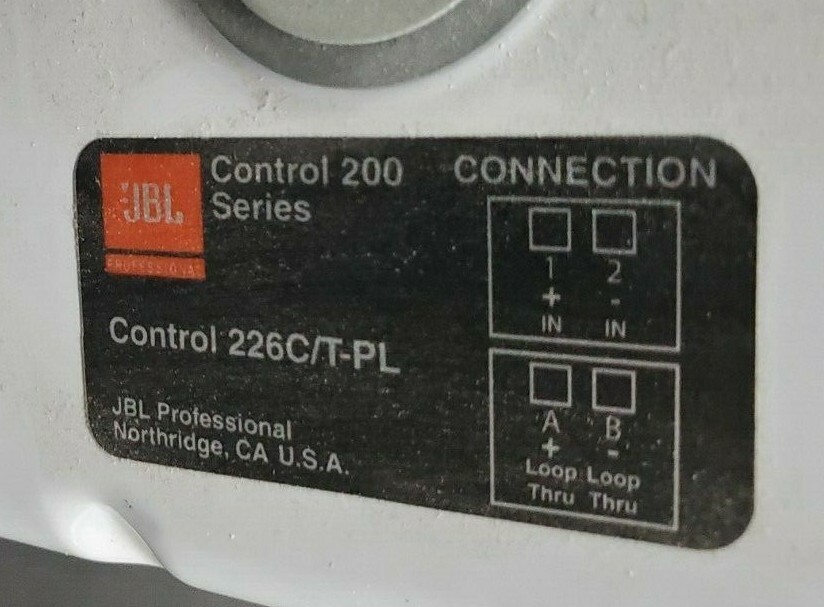 JBL
PROFESSIONAL
Control 200
Series
Control 226C/T-PL
JBL Professional
Northridge, CA U.S.A.
CONNECTION
1 2
+ -
IN IN
A B
+ -
Loop Loop
Thru Thru